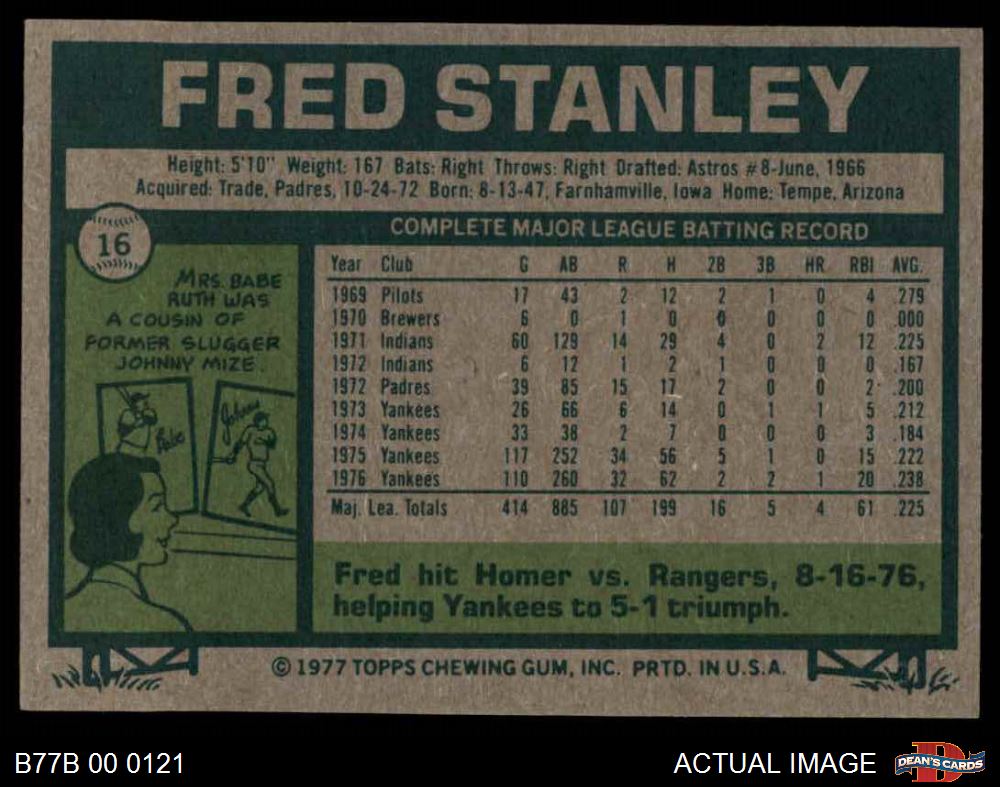 FRED STANLEY
Height: 5'10" Weight: 167 Bats: Right Throws: Right Drafted: Astros #8-June, 1966
Acquired: Trade, Padres, 10-24-72 Born: 8-13-47, Farnhamville, Iowa Home: Tempe, Arizona
16
MRS. BABE
RUTH WAS
A COUSIN OF
FORMER SLUGGER
JOHNNY MIZE.
Babe
Johnny
COMPLETE MAJOR LEAGUE BATTING RECORD
Year Club G AB R H 2B 3B HR RBI AVG.
1969 Pilots 17 43 2 12 2 1 0 4 .279
1970 Brewers 6 0 1 0 0 0 0 0 .000
1971 Indians 60 129 14 29 4 0 2 12 .225
1972 Indians 6 12 1 2 1 0 0 0 .167
1972 Padres 39 85 15 17 2 0 0 2 .200
1973 Yankees 26 66 6 14 0 1 1 5 .212
1974 Yankees 33 38 2 7 0 0 0 3 .184
1975 Yankees 117 252 34 56 5 1 0 15 .222
1976 Yankees 110 260 32 62 2 2 1 20 .238
Maj. Lea. Totals 414 885 107 199 16 5 4 61 .225
Fred hit Homer vs. Rangers, 8-16-76,
helping Yankees to 5-1 triumph.
© 1977 TOPPS CHEWING GUM, INC. PRTD. IN U.S.A.
B77B 00 0121
ACTUAL IMAGE
D
DEAN'S CARDS